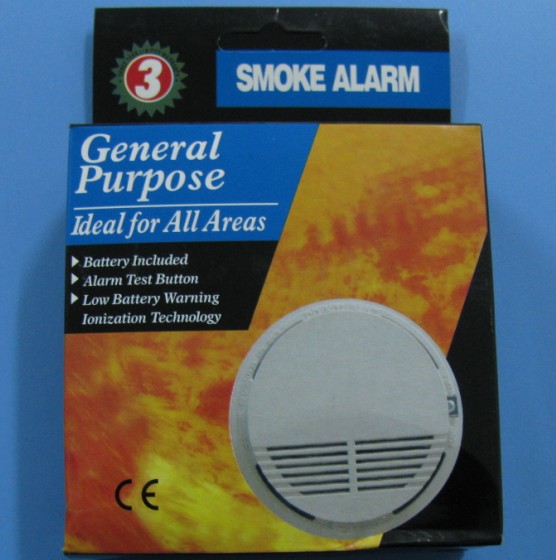 3
SMOKE ALARM
General
Purpose
Ideal for All Areas
Battery Included
Alarm Test Button
Low Battery Warning
Ionization Technology
CE